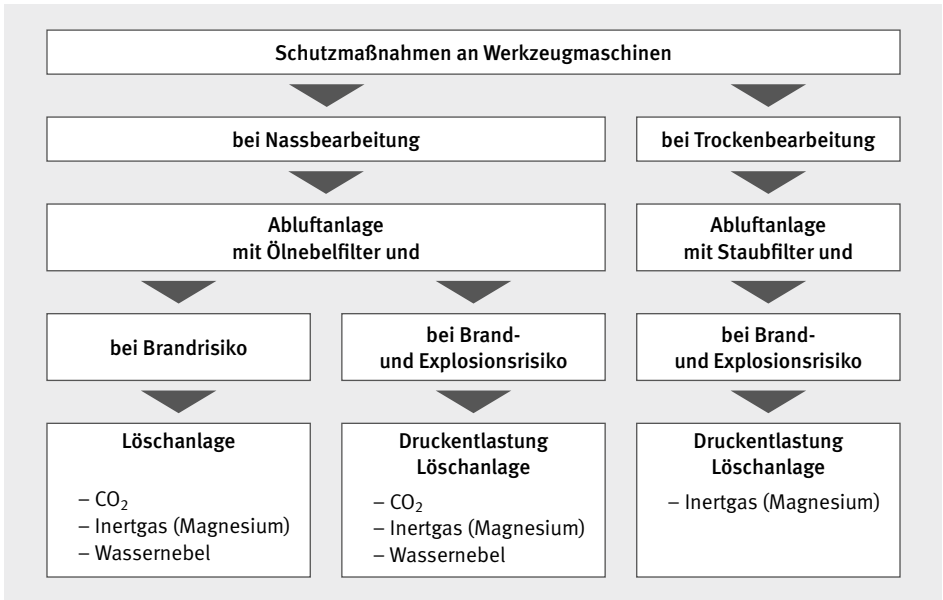 Schutzmaßnahmen an Werkzeugmaschinen
bei Nassbearbeitung
bei Trockenbearbeitung
Abluftanlage
mit Ölnebelfilter und
Abluftanlage
mit Staubfilter und
bei Brandrisiko
bei Brand-
und Explosionsrisiko
bei Brand-
und Explosionsrisiko
Löschanlage
– CO₂
– Inertgas (Magnesium)
– Wassernebel
Druckentlastung
Löschanlage
– CO₂
– Inertgas (Magnesium)
– Wassernebel
Druckentlastung
Löschanlage
– Inertgas (Magnesium)